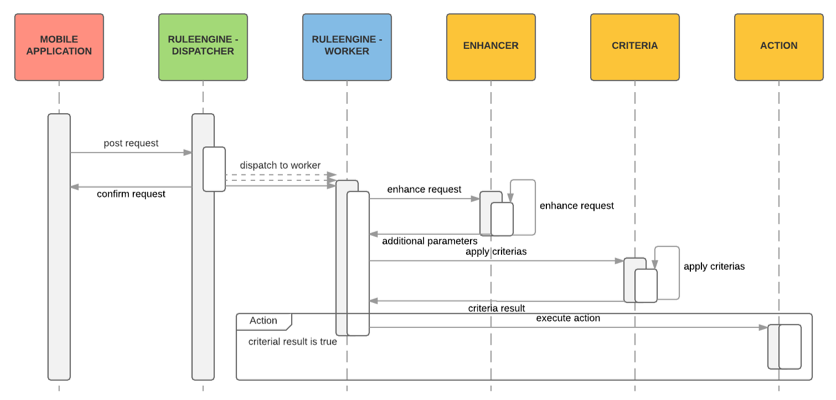 MOBILE
APPLICATION
RULEENGINE -
DISPATCHER
RULEENGINE -
WORKER
ENHANCER
CRITERIA
ACTION
post request
dispatch to worker
confirm request
enhance request
enhance request
additional parameters
apply criterias
apply criterias
criteria result
execute action
Action
criterial result is true